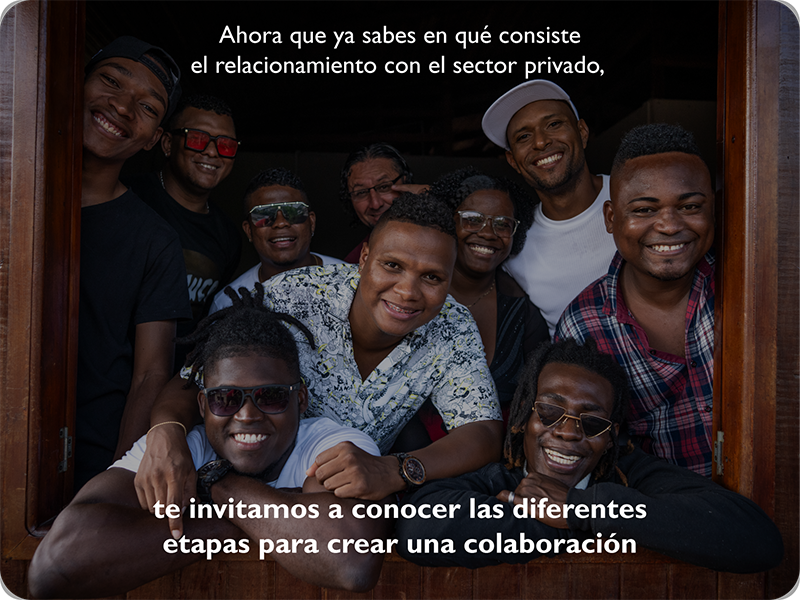 Ahora que ya sabes en qué consiste
el relacionamiento con el sector privado,
te invitamos a conocer las diferentes
etapas para crear una colaboración